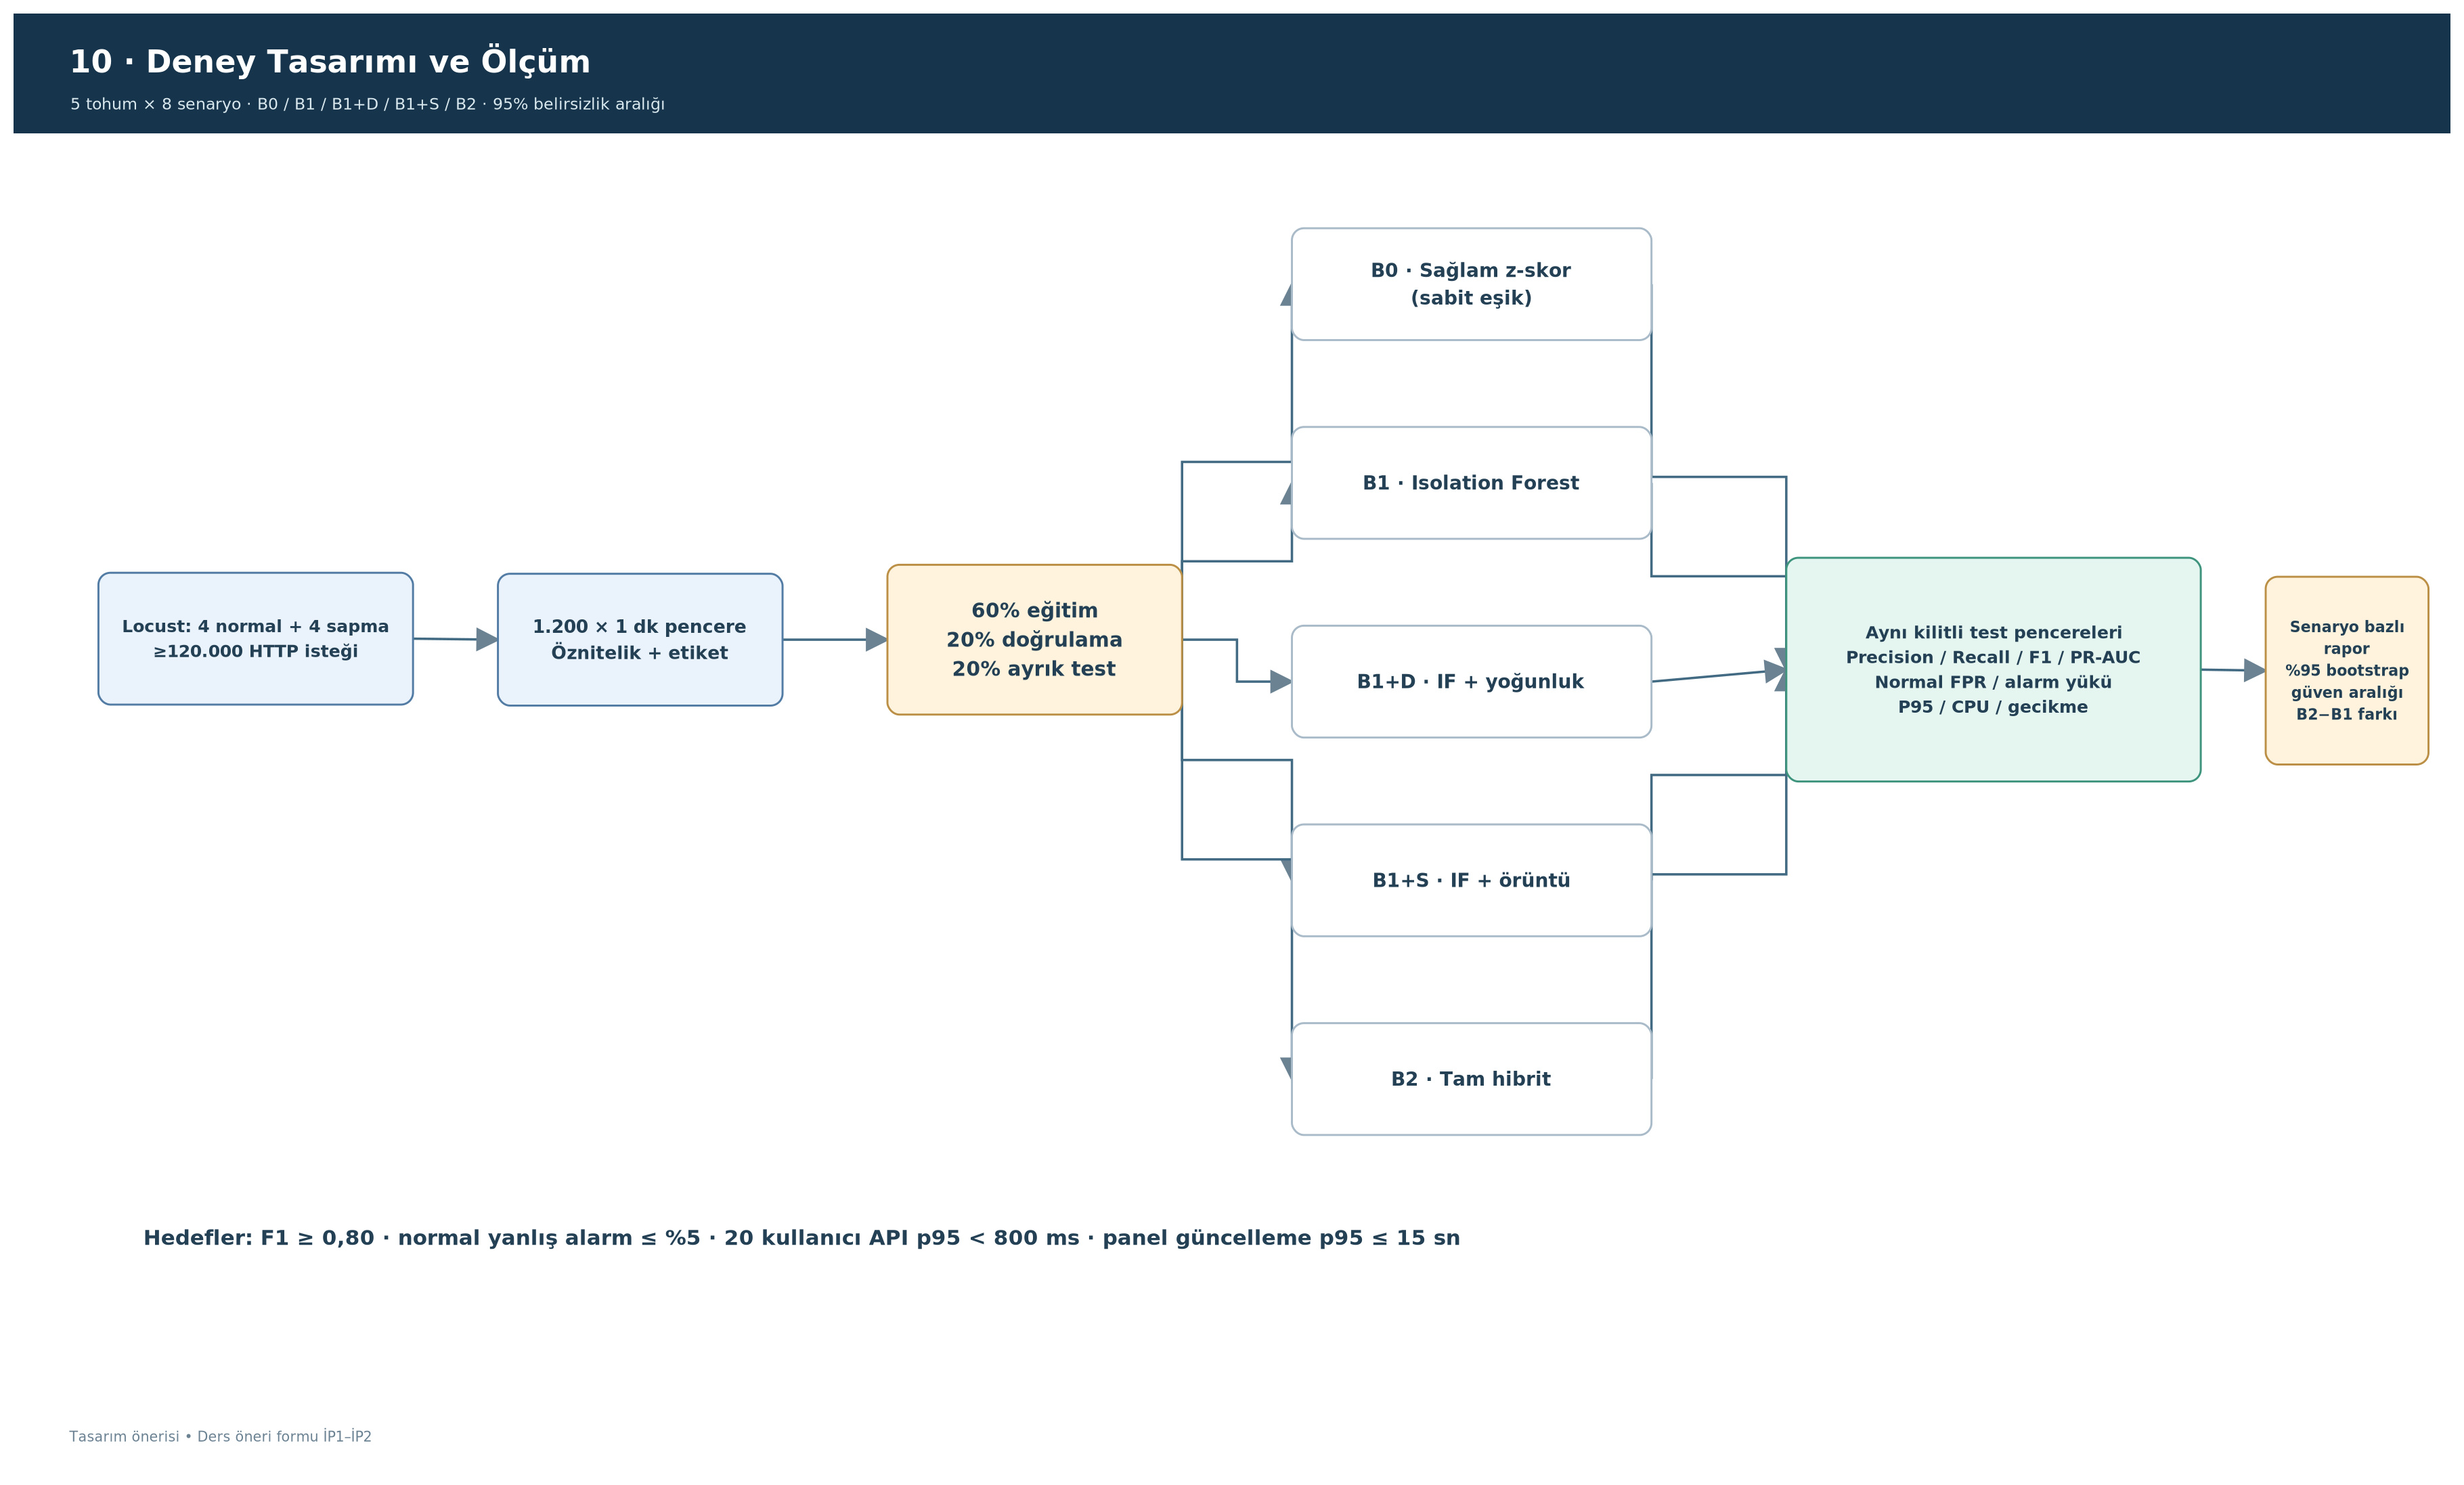 10 · Deney Tasarımı ve Ölçüm
5 tohum × 8 senaryo · B0 / B1 / B1+D / B1+S / B2 · 95% belirsizlik aralığı
Locust: 4 normal + 4 sapma
≥120.000 HTTP isteği
1.200 × 1 dk pencere
Öznitelik + etiket
60% eğitim
20% doğrulama
20% ayrık test
B0 · Sağlam z-skor
(sabit eşik)
B1 · Isolation Forest
B1+D · IF + yoğunluk
B1+S · IF + örüntü
B2 · Tam hibrit
Aynı kilitli test pencereleri
Precision / Recall / F1 / PR-AUC
Normal FPR / alarm yükü
P95 / CPU / gecikme
Senaryo bazlı
rapor
%95 bootstrap
güven aralığı
B2−B1 farkı
Hedefler: F1 ≥ 0,80 · normal yanlış alarm ≤ %5 · 20 kullanıcı API p95 < 800 ms · panel güncelleme p95 ≤ 15 sn
Tasarım önerisi • Ders öneri formu İP1–İP2